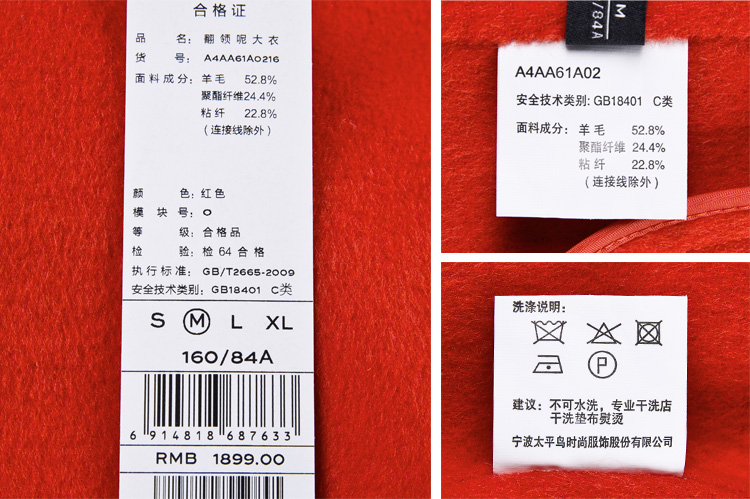 合格证
品 名: 翻领呢大衣
货 号: A4AA61A0216
面料成分: 羊毛 52.8%
聚酯纤维24.4%
粘纤 22.8%
(连接线除外)
颜 色: 红色
模 块 号: O
等 级: 合格品
检 验: 检 64 合格
执行标准: GB/T2665-2009
安全技术类别: GB18401 C类
S M L XL
160/84A
6 914818 687633
RMB 1899.00
M
/84A
A4AA61A02
安全技术类别: GB18401 C类
面料成分: 羊毛 52.8%
聚酯纤维 24.4%
粘纤 22.8%
(连接线除外)
洗涤说明:
P
建议: 不可水洗,专业干洗店
干洗垫布熨烫
宁波太平鸟时尚服饰股份有限公司